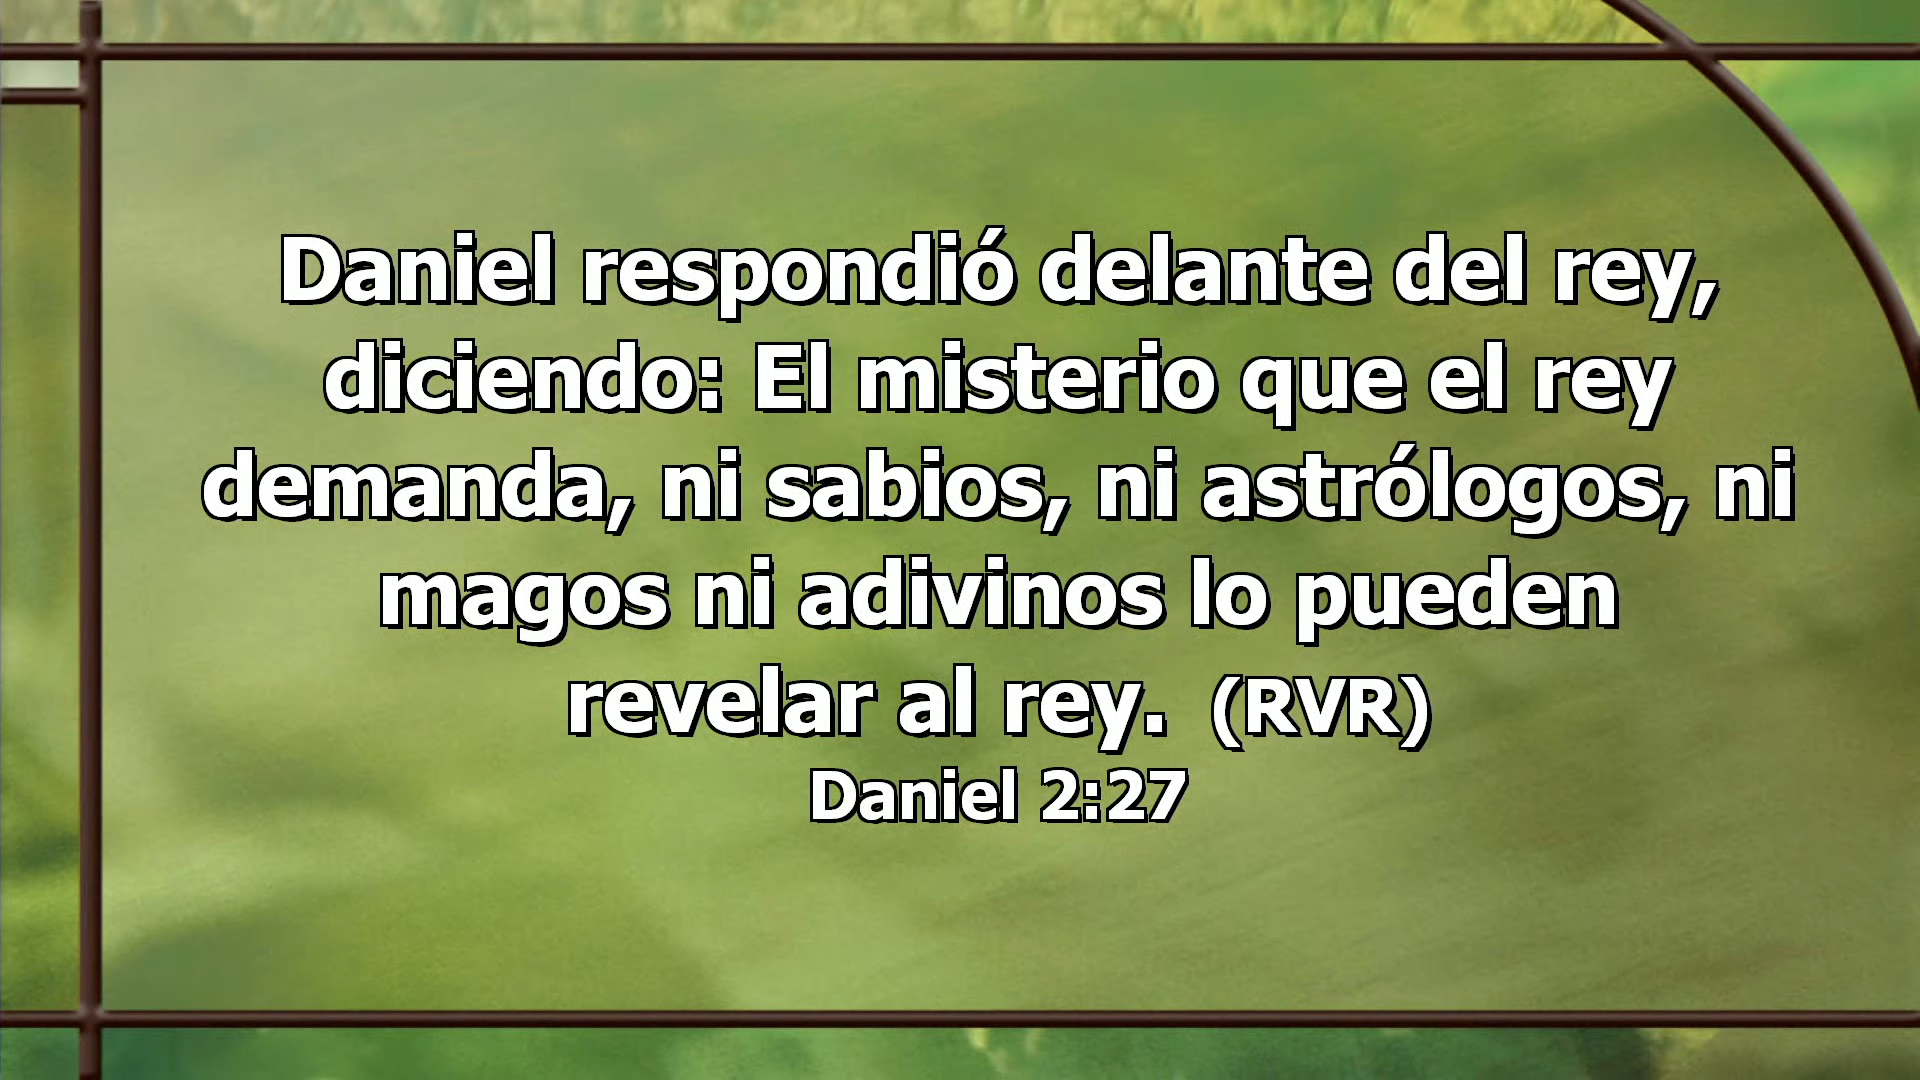 Daniel respondió delante del rey,
diciendo: El misterio que el rey
demanda, ni sabios, ni astrólogos, ni
magos ni adivinos lo pueden
revelar al rey. (RVR)
Daniel 2:27